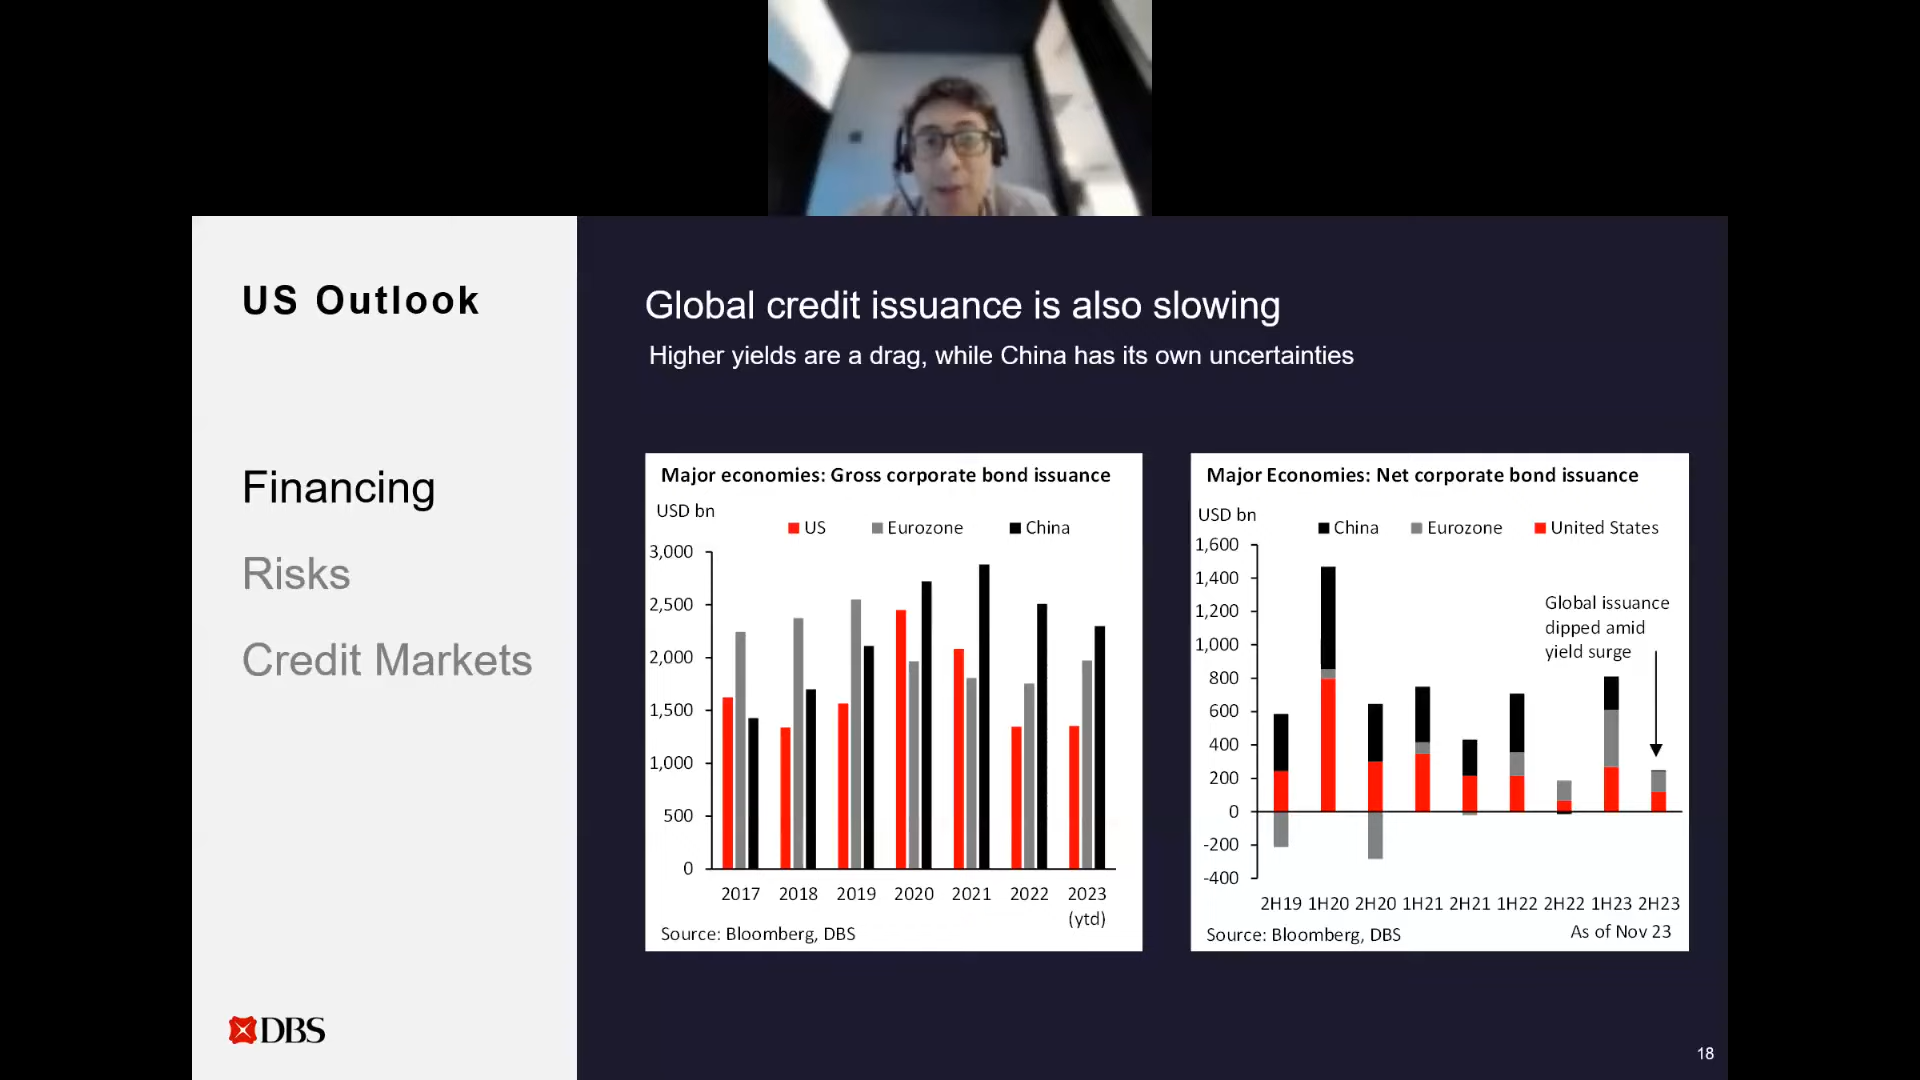 US Outlook
Financing
Risks
Credit Markets
DBS
Global credit issuance is also slowing
Higher yields are a drag, while China has its own uncertainties
Major economies: Gross corporate bond issuance
USD bn
US Eurozone China
3,000
2,500
2,000
1,500
1,000
500
0
2017 2018 2019 2020 2021 2022 2023
(ytd)
Source: Bloomberg, DBS
Major Economies: Net corporate bond issuance
USD bn
China Eurozone United States
1,600
1,400
1,200
1,000
800
600
400
200
0
-200
-400
Global issuance
dipped amid
yield surge
2H19 1H20 2H20 1H21 2H21 1H22 2H22 1H23 2H23
Source: Bloomberg, DBS
As of Nov 23
18